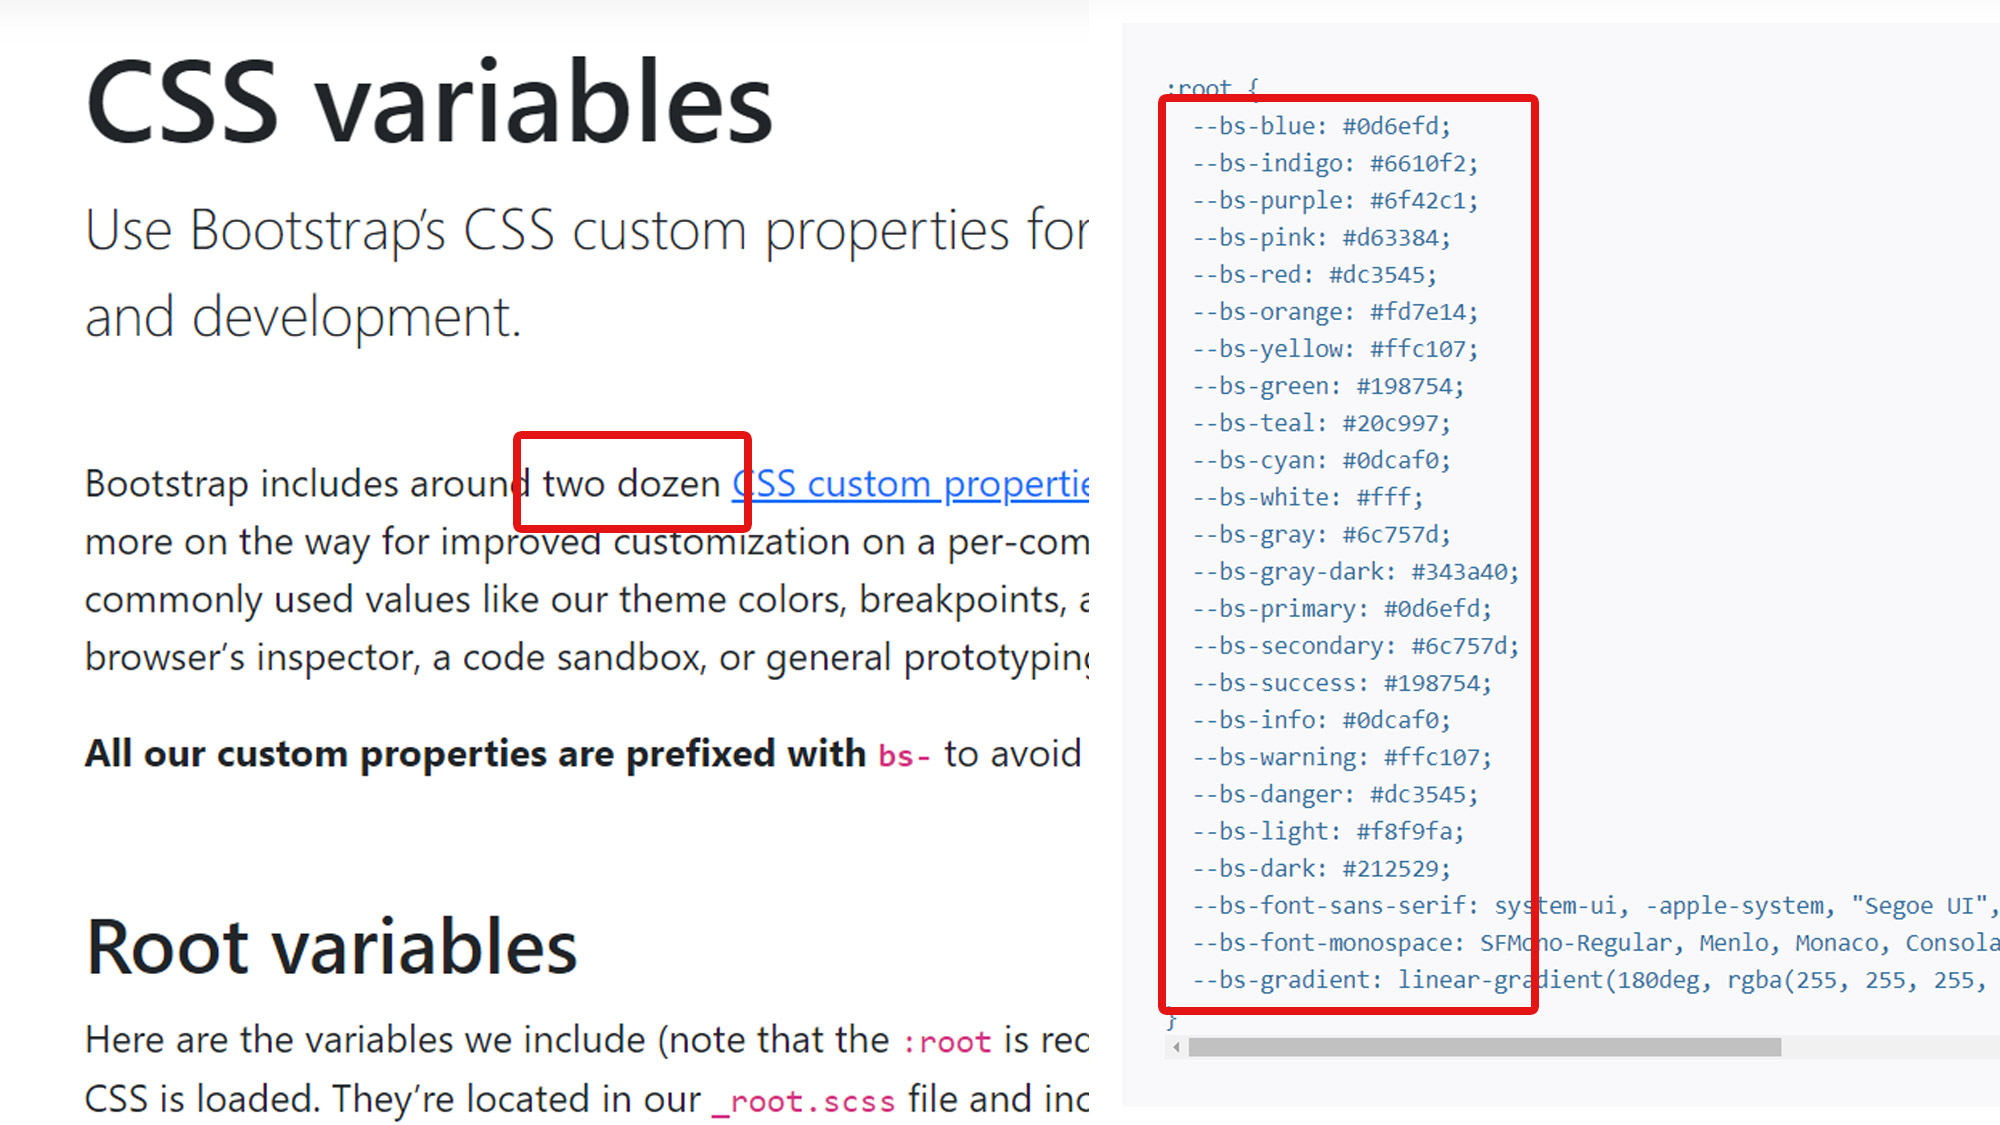 CSS variables
Use Bootstrap’s CSS custom properties for
and development.
Bootstrap includes around two dozen CSS custom propertie
more on the way for improved customization on a per-com
commonly used values like our theme colors, breakpoints, a
browser’s inspector, a code sandbox, or general prototyping
All our custom properties are prefixed with bs- to avoid
Root variables
Here are the variables we include (note that the :root is req
CSS is loaded. They’re located in our _root.scss file and inc
:root {
--bs-blue: #0d6efd;
--bs-indigo: #6610f2;
--bs-purple: #6f42c1;
--bs-pink: #d63384;
--bs-red: #dc3545;
--bs-orange: #fd7e14;
--bs-yellow: #ffc107;
--bs-green: #198754;
--bs-teal: #20c997;
--bs-cyan: #0dcaf0;
--bs-white: #fff;
--bs-gray: #6c757d;
--bs-gray-dark: #343a40;
--bs-primary: #0d6efd;
--bs-secondary: #6c757d;
--bs-success: #198754;
--bs-info: #0dcaf0;
--bs-warning: #ffc107;
--bs-danger: #dc3545;
--bs-light: #f8f9fa;
--bs-dark: #212529;
--bs-font-sans-serif: system-ui, -apple-system, "Segoe UI",
--bs-font-monospace: SFMono-Regular, Menlo, Monaco, Consola
--bs-gradient: linear-gradient(180deg, rgba(255, 255, 255,
}